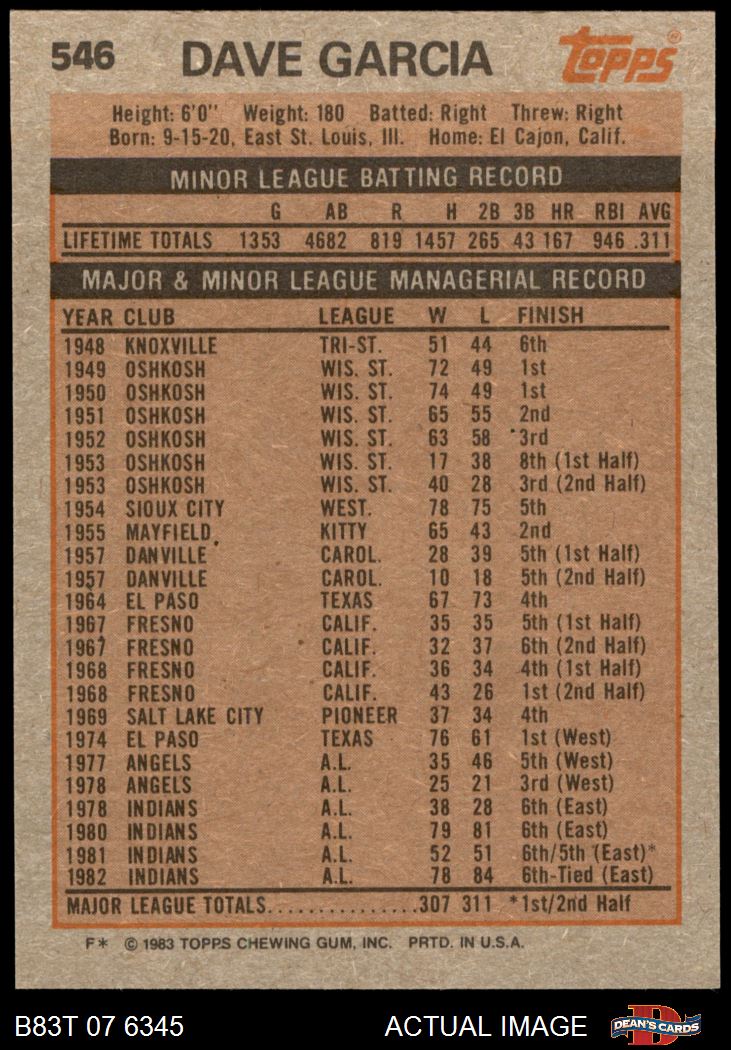 546 DAVE GARCIA TOPPS®
Height: 6'0" Weight: 180 Batted: Right Threw: Right
Born: 9-15-20, East St. Louis, Ill. Home: El Cajon, Calif.
MINOR LEAGUE BATTING RECORD
G AB R H 2B 3B HR RBI AVG
LIFETIME TOTALS 1353 4682 819 1457 265 43 167 946 .311
MAJOR & MINOR LEAGUE MANAGERIAL RECORD
YEAR CLUB LEAGUE W L FINISH
1948 KNOXVILLE TRI-ST. 51 44 6th
1949 OSHKOSH WIS. ST. 72 49 1st
1950 OSHKOSH WIS. ST. 74 49 1st
1951 OSHKOSH WIS. ST. 65 55 2nd
1952 OSHKOSH WIS. ST. 63 58 3rd
1953 OSHKOSH WIS. ST. 17 38 8th (1st Half)
1953 OSHKOSH WIS. ST. 40 28 3rd (2nd Half)
1954 SIOUX CITY WEST. 78 75 5th
1955 MAYFIELD KITTY 65 43 2nd
1957 DANVILLE CAROL. 28 39 5th (1st Half)
1957 DANVILLE CAROL. 10 18 5th (2nd Half)
1964 EL PASO TEXAS 67 73 4th
1967 FRESNO CALIF. 35 35 5th (1st Half)
1967 FRESNO CALIF. 32 37 6th (2nd Half)
1968 FRESNO CALIF. 36 34 4th (1st Half)
1968 FRESNO CALIF. 43 26 1st (2nd Half)
1969 SALT LAKE CITY PIONEER 37 34 4th
1974 EL PASO TEXAS 76 61 1st (West)
1977 ANGELS A.L. 35 46 5th (West)
1978 ANGELS A.L. 25 21 3rd (West)
1978 INDIANS A.L. 38 28 6th (East)
1980 INDIANS A.L. 79 81 6th (East)
1981 INDIANS A.L. 52 51 6th/5th (East)*
1982 INDIANS A.L. 78 84 6th-Tied (East)
MAJOR LEAGUE TOTALS...............307 311 *1st/2nd Half
F* © 1983 TOPPS CHEWING GUM, INC. PRTD. IN U.S.A.
B83T 07 6345 ACTUAL IMAGE D DEAN'S CARDS